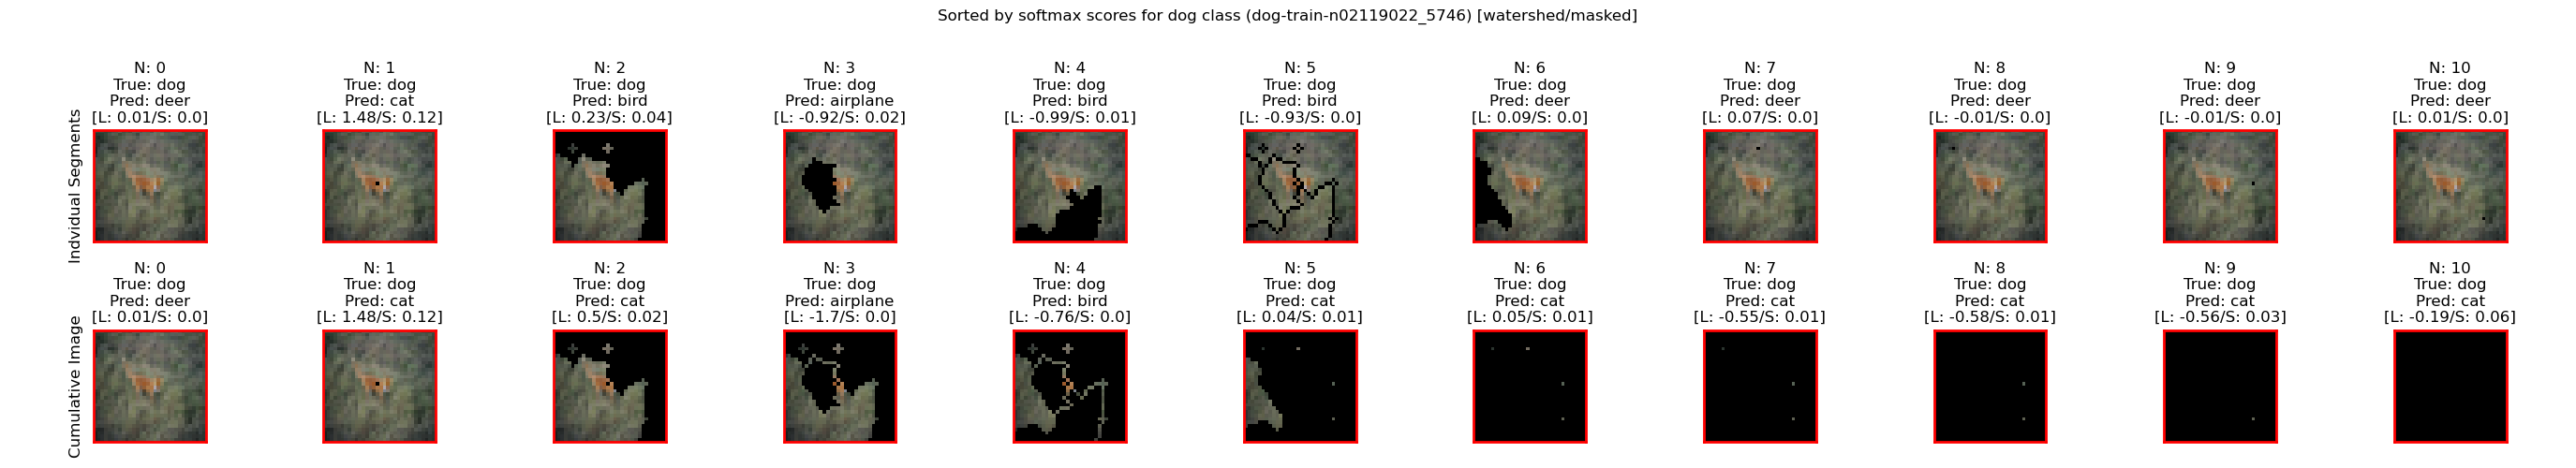 Sorted by softmax scores for dog class (dog-train-n02119022_5746) [watershed/masked]
Indvidual Segments
N: 0
True: dog
Pred: deer
[L: 0.01/S: 0.0]
N: 1
True: dog
Pred: cat
[L: 1.48/S: 0.12]
N: 2
True: dog
Pred: bird
[L: 0.23/S: 0.04]
N: 3
True: dog
Pred: airplane
[L: -0.92/S: 0.02]
N: 4
True: dog
Pred: bird
[L: -0.99/S: 0.01]
N: 5
True: dog
Pred: bird
[L: -0.93/S: 0.0]
N: 6
True: dog
Pred: deer
[L: 0.09/S: 0.0]
N: 7
True: dog
Pred: deer
[L: 0.07/S: 0.0]
N: 8
True: dog
Pred: deer
[L: -0.01/S: 0.0]
N: 9
True: dog
Pred: deer
[L: -0.01/S: 0.0]
N: 10
True: dog
Pred: deer
[L: 0.01/S: 0.0]
Cumulative Image
N: 0
True: dog
Pred: deer
[L: 0.01/S: 0.0]
N: 1
True: dog
Pred: cat
[L: 1.48/S: 0.12]
N: 2
True: dog
Pred: cat
[L: 0.5/S: 0.02]
N: 3
True: dog
Pred: airplane
[L: -1.7/S: 0.0]
N: 4
True: dog
Pred: bird
[L: -0.76/S: 0.0]
N: 5
True: dog
Pred: cat
[L: 0.04/S: 0.01]
N: 6
True: dog
Pred: cat
[L: 0.05/S: 0.01]
N: 7
True: dog
Pred: cat
[L: -0.55/S: 0.01]
N: 8
True: dog
Pred: cat
[L: -0.58/S: 0.01]
N: 9
True: dog
Pred: cat
[L: -0.56/S: 0.03]
N: 10
True: dog
Pred: cat
[L: -0.19/S: 0.06]